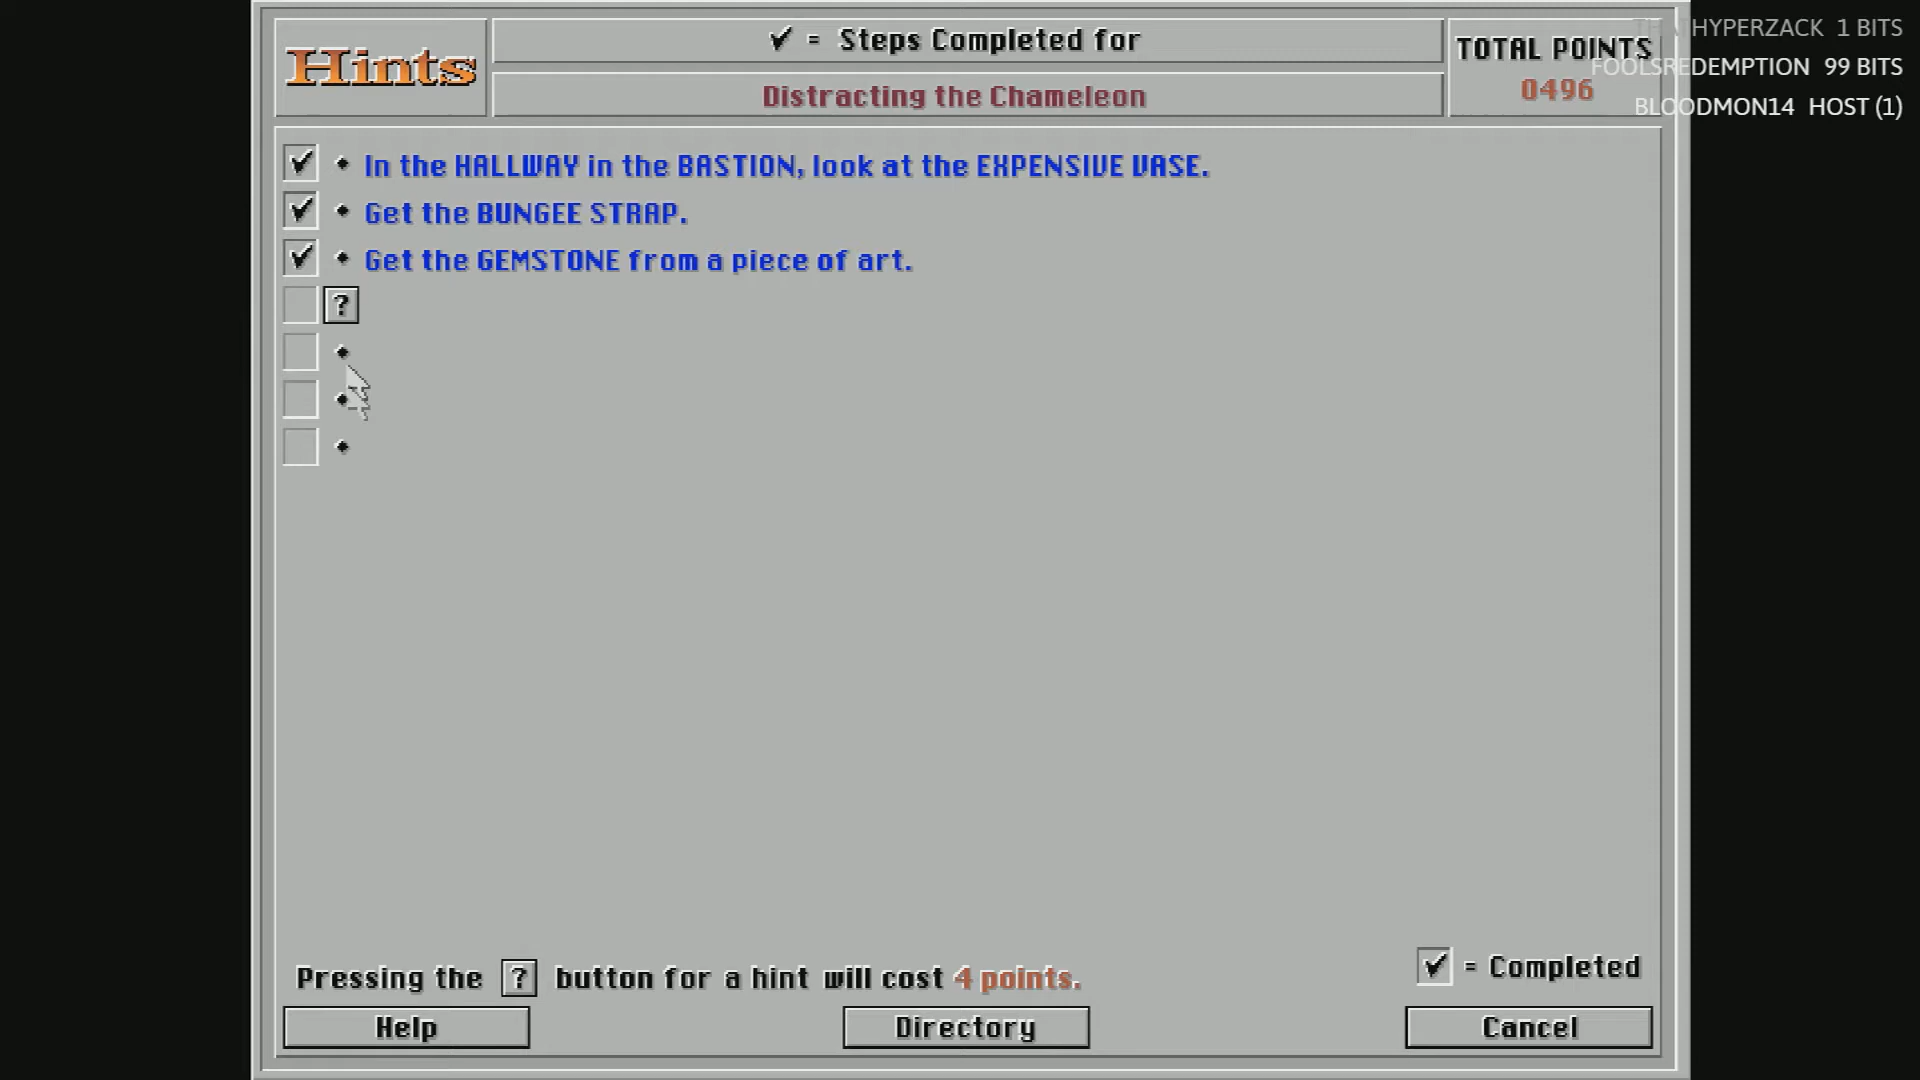 Hints
✓ = Steps Completed for
Distracting the Chameleon
TOTAL POINTS
0496
HYPERZACK 1 BITS
FOOLSREDEMPTION 99 BITS
BLOODMON14 HOST (1)
In the HALLWAY in the BASTION, look at the EXPENSIVE VASE.
Get the BUNGEE STRAP.
Get the GEMSTONE from a piece of art.
?
Pressing the ? button for a hint will cost 4 points.
✓ = Completed
Help
Directory
Cancel